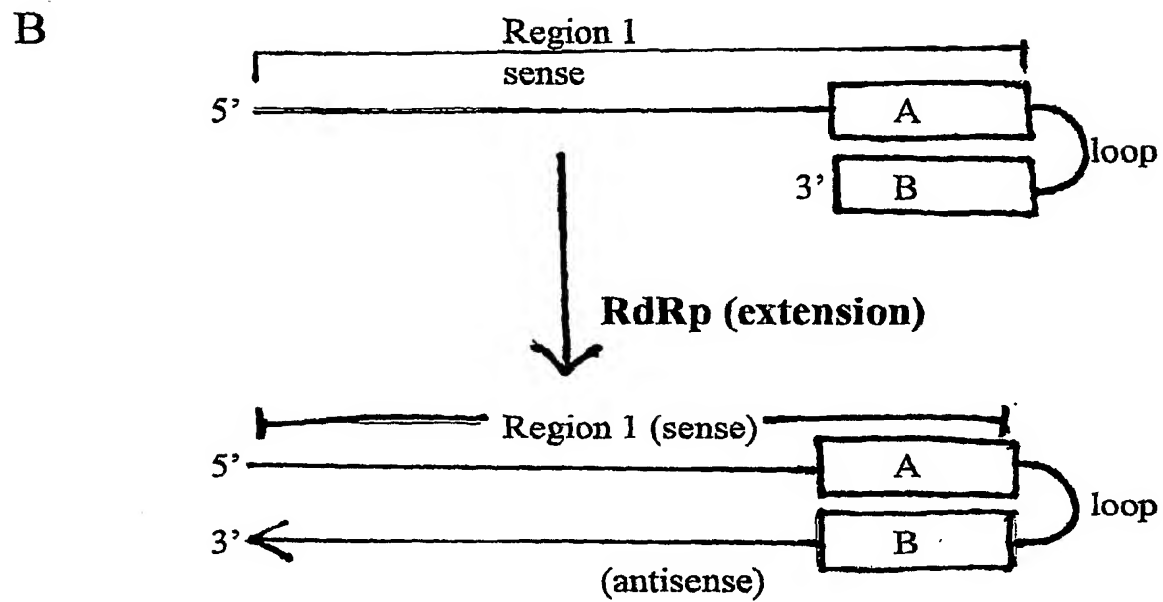 B
Region 1
sense
5’
A
loop
3’
B
RdRp (extension)
Region 1 (sense)
5’
A
loop
3’
B
(antisense)